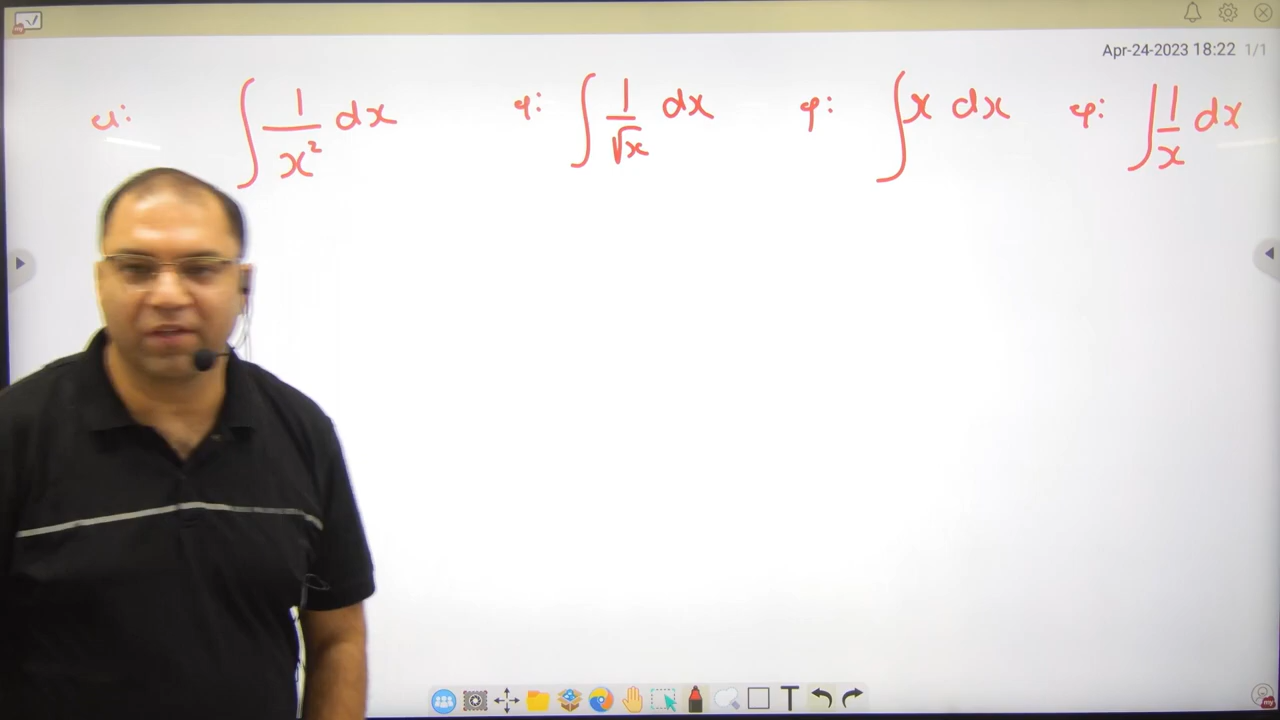 Apr-24-2023 18:22 1/1
∫ 1/x² dx φ: ∫ 1/√x dx φ: ∫ x dx φ: ∫ 1/x dx
T